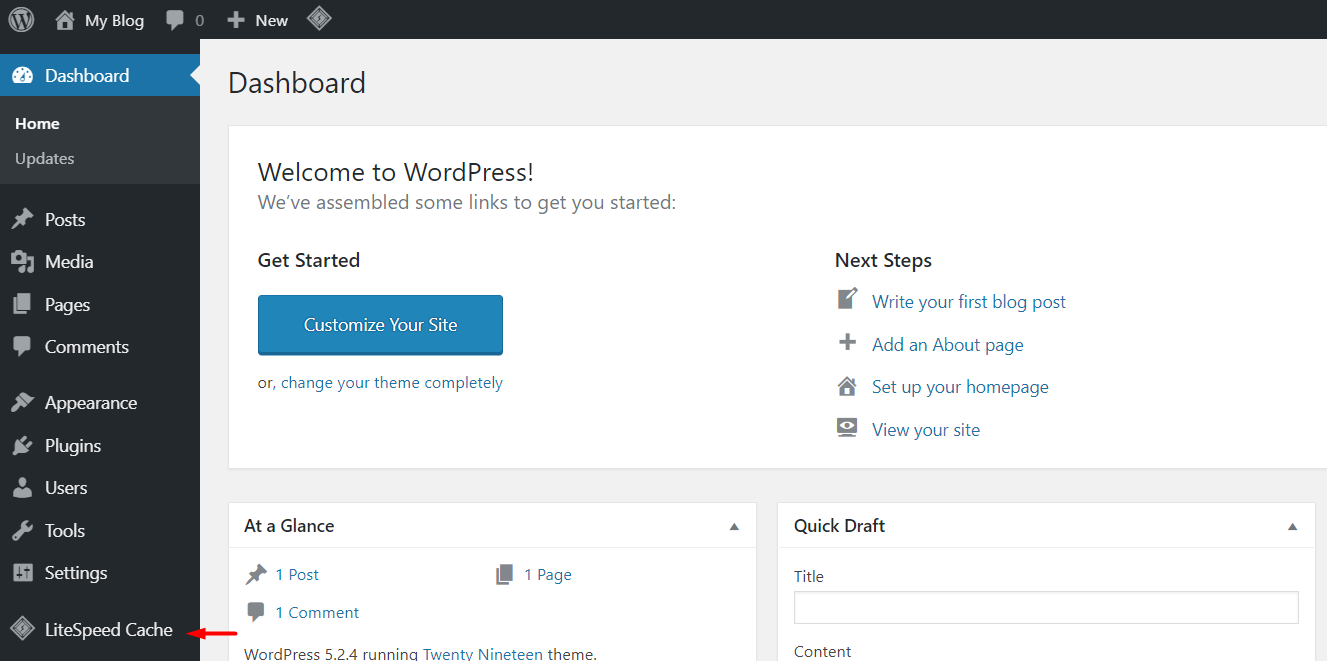 My Blog 0 New
Dashboard
Home
Updates
Posts
Media
Pages
Comments
Appearance
Plugins
Users
Tools
Settings
LiteSpeed Cache
Dashboard
Welcome to WordPress!
We’ve assembled some links to get you started:
Get Started
Customize Your Site
or, change your theme completely
Next Steps
Write your first blog post
Add an About page
Set up your homepage
View your site
At a Glance
1 Post 1 Page
1 Comment
WordPress 5.2.4 running Twenty Nineteen theme.
Quick Draft
Title
Content